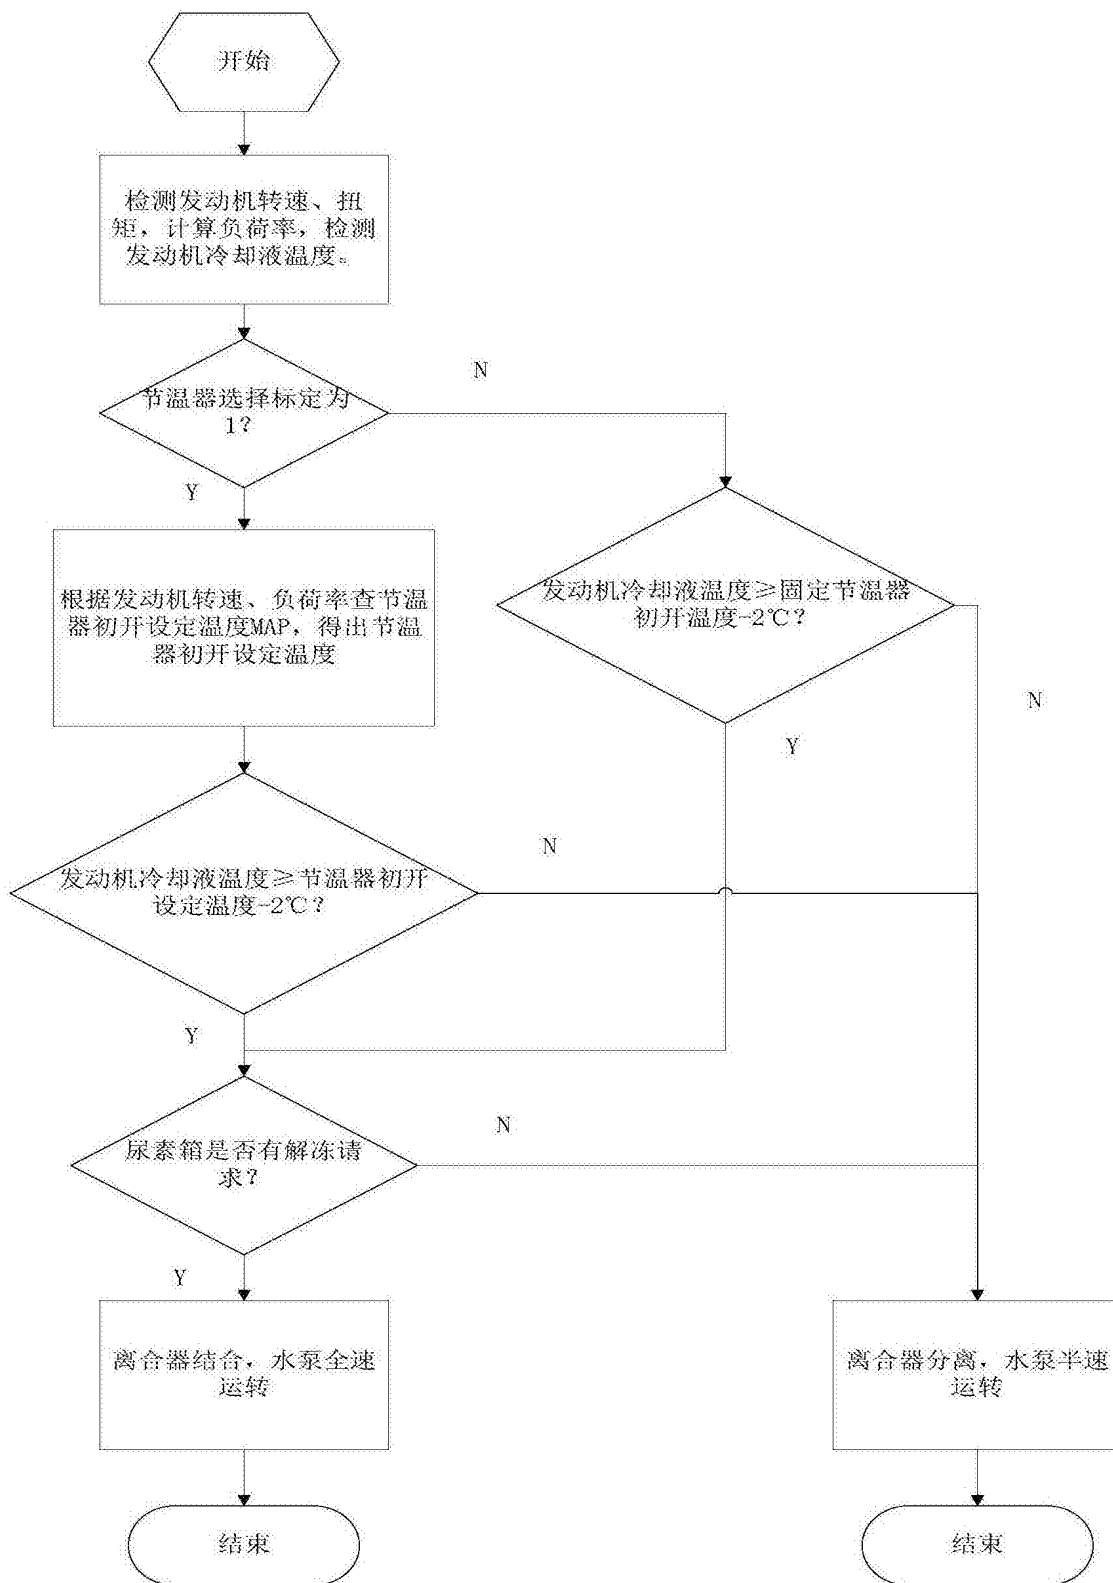 开始
检测发动机转速、扭
矩，计算负荷率，检测
发动机冷却液温度。
节温器选择标定为
1?
N
Y
根据发动机转速、负荷率查节温
器初开设定温度MAP，得出节温
器初开设定温度
发动机冷却液温度≥固定节温器
初开温度-2℃？
N
Y
发动机冷却液温度≥节温器初开
设定温度-2℃？
N
Y
尿素箱是否有解冻请
求？
N
Y
离合器结合，水泵全速
运转
离合器分离，水泵半速
运转
结束
结束